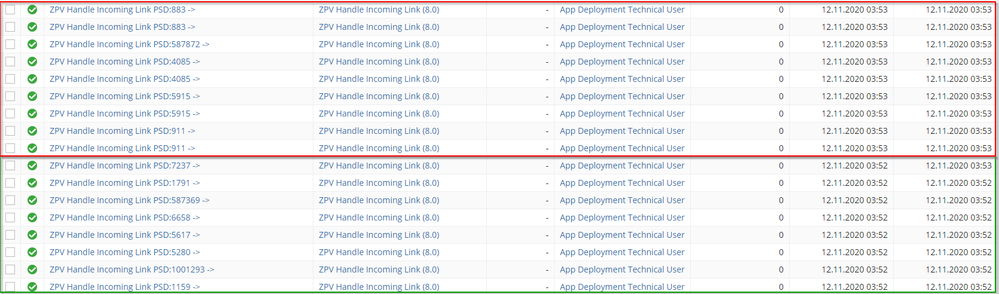 ZPV Handle Incoming Link PSD:883 -> ZPV Handle Incoming Link (8.0) - App Deployment Technical User 0 12.11.2020 03:53 12.11.2020 03:53
ZPV Handle Incoming Link PSD:883 -> ZPV Handle Incoming Link (8.0) - App Deployment Technical User 0 12.11.2020 03:53 12.11.2020 03:53
ZPV Handle Incoming Link PSD:587872 -> ZPV Handle Incoming Link (8.0) - App Deployment Technical User 0 12.11.2020 03:53 12.11.2020 03:53
ZPV Handle Incoming Link PSD:4085 -> ZPV Handle Incoming Link (8.0) - App Deployment Technical User 0 12.11.2020 03:53 12.11.2020 03:53
ZPV Handle Incoming Link PSD:4085 -> ZPV Handle Incoming Link (8.0) - App Deployment Technical User 0 12.11.2020 03:53 12.11.2020 03:53
ZPV Handle Incoming Link PSD:5915 -> ZPV Handle Incoming Link (8.0) - App Deployment Technical User 0 12.11.2020 03:53 12.11.2020 03:53
ZPV Handle Incoming Link PSD:5915 -> ZPV Handle Incoming Link (8.0) - App Deployment Technical User 0 12.11.2020 03:53 12.11.2020 03:53
ZPV Handle Incoming Link PSD:911 -> ZPV Handle Incoming Link (8.0) - App Deployment Technical User 0 12.11.2020 03:53 12.11.2020 03:53
ZPV Handle Incoming Link PSD:911 -> ZPV Handle Incoming Link (8.0) - App Deployment Technical User 0 12.11.2020 03:53 12.11.2020 03:53
ZPV Handle Incoming Link PSD:7237 -> ZPV Handle Incoming Link (8.0) - App Deployment Technical User 0 12.11.2020 03:52 12.11.2020 03:53
ZPV Handle Incoming Link PSD:1791 -> ZPV Handle Incoming Link (8.0) - App Deployment Technical User 0 12.11.2020 03:52 12.11.2020 03:52
ZPV Handle Incoming Link PSD:587369 -> ZPV Handle Incoming Link (8.0) - App Deployment Technical User 0 12.11.2020 03:52 12.11.2020 03:52
ZPV Handle Incoming Link PSD:6658 -> ZPV Handle Incoming Link (8.0) - App Deployment Technical User 0 12.11.2020 03:52 12.11.2020 03:52
ZPV Handle Incoming Link PSD:5617 -> ZPV Handle Incoming Link (8.0) - App Deployment Technical User 0 12.11.2020 03:52 12.11.2020 03:52
ZPV Handle Incoming Link PSD:5280 -> ZPV Handle Incoming Link (8.0) - App Deployment Technical User 0 12.11.2020 03:52 12.11.2020 03:52
ZPV Handle Incoming Link PSD:1001293 -> ZPV Handle Incoming Link (8.0) - App Deployment Technical User 0 12.11.2020 03:52 12.11.2020 03:52
ZPV Handle Incoming Link PSD:1159 -> ZPV Handle Incoming Link (8.0) - App Deployment Technical User 0 12.11.2020 03:52 12.11.2020 03:52